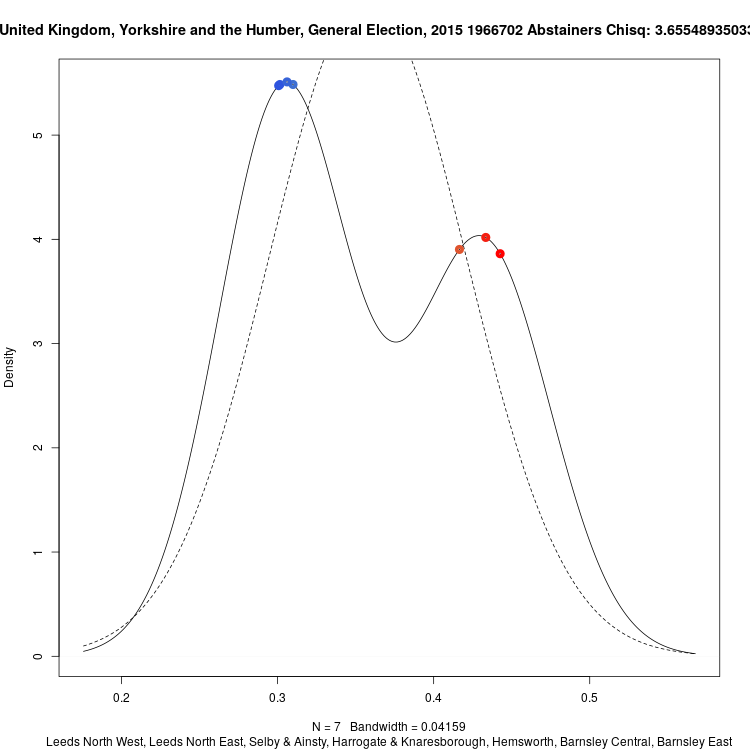 United Kingdom, Yorkshire and the Humber, General Election, 2015 1966702 Abstainers Chisq: 3.65548935033
Density
5
4
3
2
1
0
0.2 0.3 0.4 0.5
N = 7 Bandwidth = 0.04159
Leeds North West, Leeds North East, Selby & Ainsty, Harrogate & Knaresborough, Hemsworth, Barnsley Central, Barnsley East